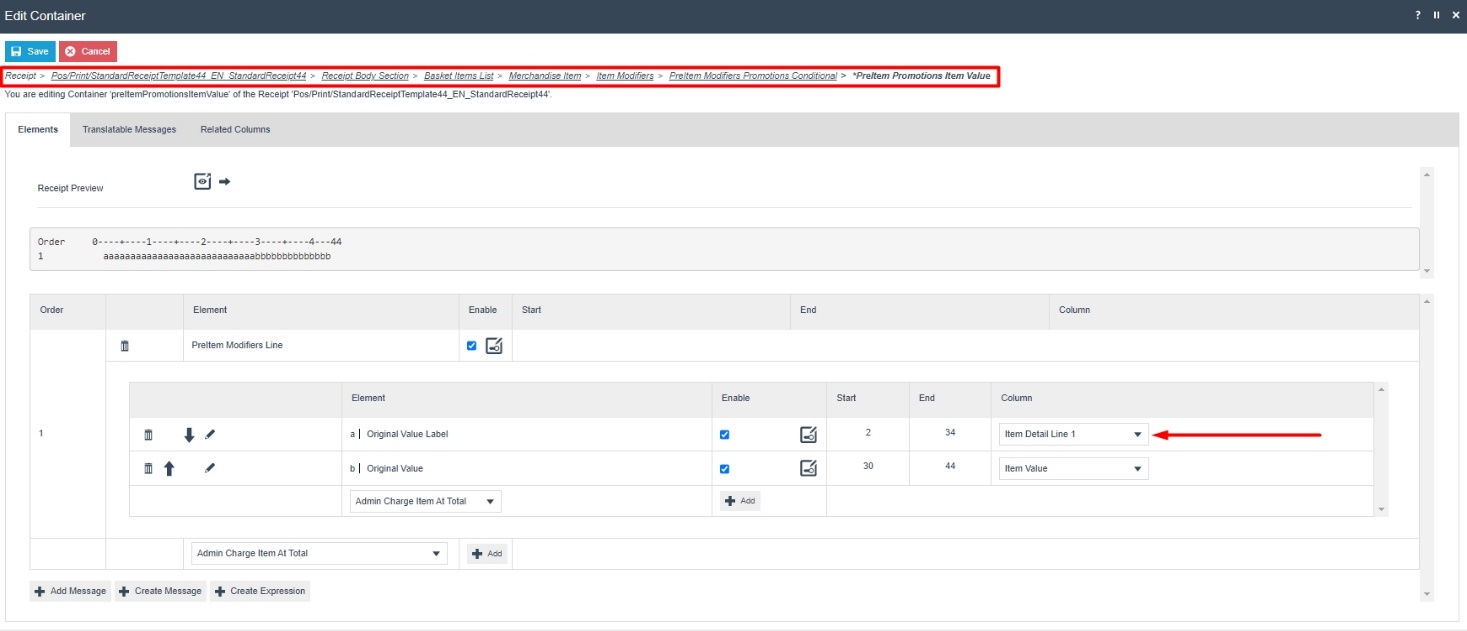 Edit Container
? II ×
Save Cancel
Receipt > Pos/Print/StandardReceiptTemplate44_EN_StandardReceipt44 > Receipt Body Section > Basket Items List > Merchandise Item > Item Modifiers > PreItem Modifiers Promotions Conditional > *PreItem Promotions Item Value
You are editing Container 'preItemPromotionsItemValue' of the Receipt 'Pos/Print/StandardReceiptTemplate44_EN_StandardReceipt44'.
Elements Translatable Messages Related Columns
Receipt Preview
Order 0----+----1----+----2----+----3----+----4---44
1 aaaaaaaaaaaaaaaaaaaaaaaaaaaabbbbbbbbbbbbbb
Order Element Enable Start End Column
PreItem Modifiers Line
Element Enable Start End Column
1 a | Original Value Label 2 34 Item Detail Line 1
b | Original Value 30 44 Item Value
Admin Charge Item At Total Add
Admin Charge Item At Total Add
Add Message Create Message Create Expression